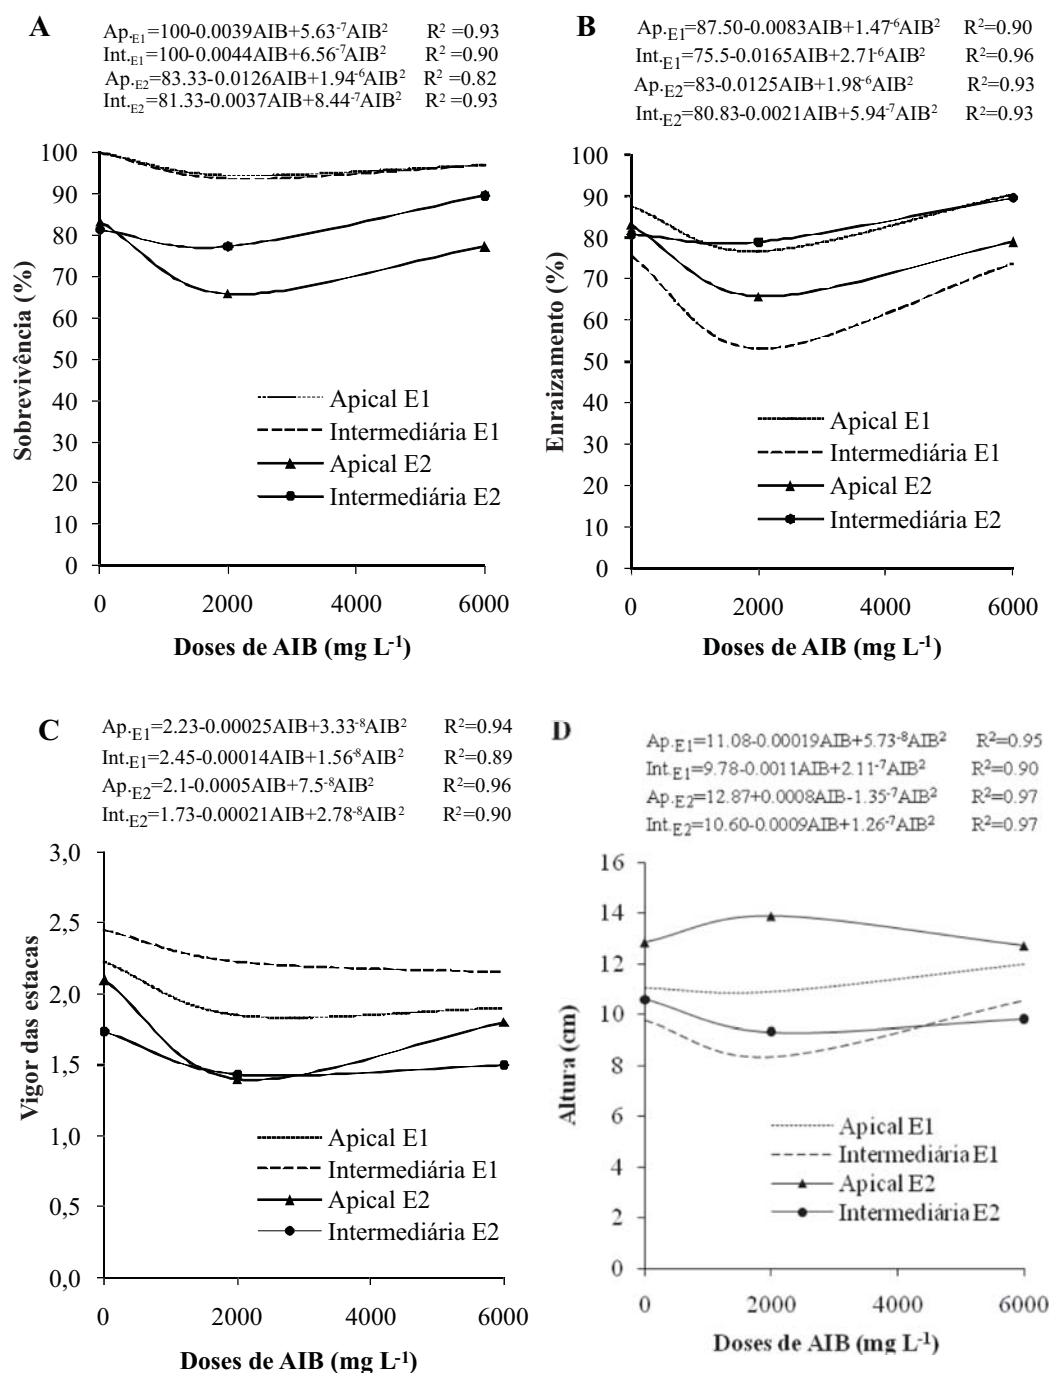 A
Ap.E1=100-0.0039AIB+5.63-7AIB2 R2 =0.93
Int.E1=100-0.0044AIB+6.56-7AIB2 R2 =0.90
Ap.E2=83.33-0.0126AIB+1.94-6AIB2 R2 =0.82
Int.E2=81.33-0.0037AIB+8.44-7AIB2 R2 =0.93
100
90
80
70
60
50
40
30
20
10
0
Sobrevivência (%)
Apical E1
Intermediária E1
Apical E2
Intermediária E2
0 2000 4000 6000
Doses de AIB (mg L-1)
B
Ap.E1=87.50-0.0083AIB+1.47-6AIB2 R2=0.90
Int.E1=75.5-0.0165AIB+2.71-6AIB2 R2=0.96
Ap.E2=83-0.0125AIB+1.98-6AIB2 R2=0.93
Int.E2=80.83-0.0021AIB+5.94-7AIB2 R2=0.93
100
90
80
70
60
50
40
30
20
10
0
Enraizamento (%)
Apical E1
Intermediária E1
Apical E2
Intermediária E2
0 2000 4000 6000
Doses de AIB (mg L-1)
C
Ap.E1=2.23-0.00025AIB+3.33-8AIB2 R2=0.94
Int.E1=2.45-0.00014AIB+1.56-8AIB2 R2=0.89
Ap.E2=2.1-0.0005AIB+7.5-8AIB2 R2=0.96
Int.E2=1.73-0.00021AIB+2.78-8AIB2 R2=0.90
3,0
2,5
2,0
1,5
1,0
0,5
0,0
Vigor das estacas
Apical E1
Intermediária E1
Apical E2
Intermediária E2
0 2000 4000 6000
Doses de AIB (mg L-1)
D
Ap.E1=11.08-0.00019AIB+5.73-8AIB2 R2=0.95
Int.E1=9.78-0.0011AIB+2.11-7AIB2 R2=0.90
Ap.E2=12.87+0.0008AIB-1.35-7AIB2 R2=0.97
Int.E2=10.60-0.0009AIB+1.26-7AIB2 R2=0.97
16
14
12
10
8
6
4
2
0
Altura (cm)
Apical E1
Intermediária E1
Apical E2
Intermediária E2
0 2000 4000 6000
Doses de AIB (mg L-1)